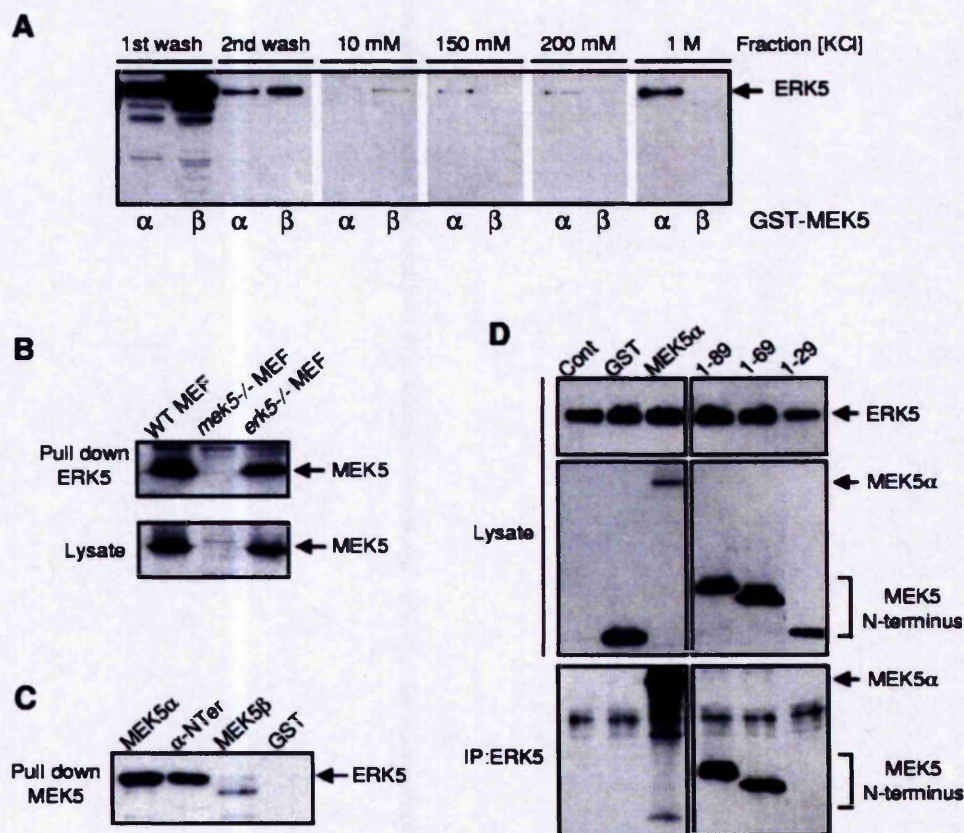 A
1st wash 2nd wash 10 mM 150 mM 200 mM 1 M Fraction [KCl]
ERK5
α β α β α β α β α β α β GST-MEK5
B
WT MEF mek5-/- MEF erk5-/- MEF
Pull down
ERK5
MEK5
Lysate
MEK5
C
MEK5α α-NTer MEK5β GST
Pull down
MEK5
ERK5
D
Cont GST MEK5α 1-89 1-69 1-29
ERK5
MEK5α
Lysate
MEK5
N-terminus
MEK5α
IP:ERK5
MEK5
N-terminus